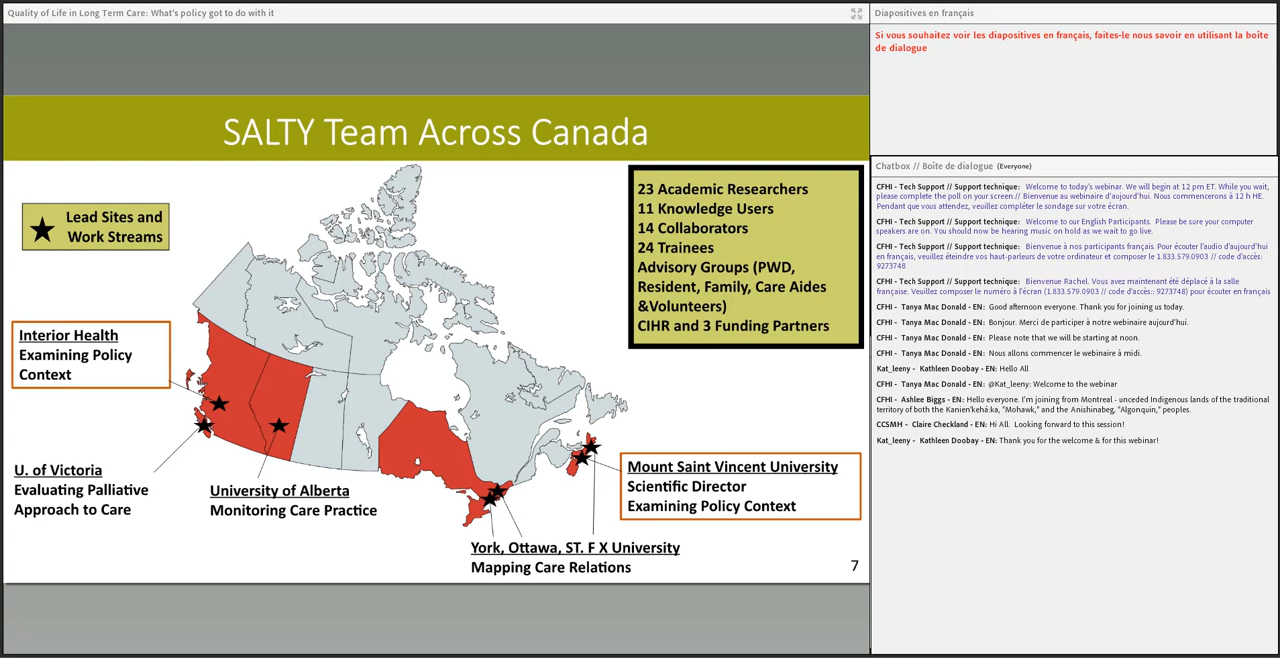 Quality of Life in Long Term Care: What's policy got to do with it
SALTY Team Across Canada
Lead Sites and
Work Streams
23 Academic Researchers
11 Knowledge Users
14 Collaborators
24 Trainees
Advisory Groups (PWD,
Resident, Family, Care Aides
&Volunteers)
CIHR and 3 Funding Partners
Interior Health
Examining Policy
Context
U. of Victoria
Evaluating Palliative
Approach to Care
University of Alberta
Monitoring Care Practice
Mount Saint Vincent University
Scientific Director
Examining Policy Context
York, Ottawa, ST. F X University
Mapping Care Relations
7
Diapositives en français
Si vous souhaitez voir les diapositives en français, faites-le nous savoir en utilisant la boîte
de dialogue
Chatbox // Boîte de dialogue (Everyone)
CFHI - Tech Support // Support technique: Welcome to today's webinar. We will begin at 12 pm ET. While you wait,
please complete the poll on your screen.// Bienvenue au webinaire d'aujourd'hui. Nous commencerons à 12 h HE.
Pendant que vous attendez, veuillez compléter le sondage sur votre écran.
CFHI - Tech Support // Support technique: Welcome to our English Participants. Please be sure your computer
speakers are on. You should now be hearing music on hold as we wait to go live.
CFHI - Tech Support // Support technique: Bienvenue à nos participants français. Pour écouter l'audio d'aujourd'hui
en français, veuillez éteindre vos haut-parleurs de votre ordinateur et composer le 1.833.579.0903 // code d'accès:
9273748
CFHI - Tech Support // Support technique: Bienvenue Rachel. Vous avez maintenant été déplacé à la salle
française. Veuillez composer le numéro à l'écran (1.833.579.0903 // code d'accès:: 9273748) pour écouter en français
CFHI - Tanya Mac Donald - EN: Good afternoon everyone. Thank you for joining us today.
CFHI - Tanya Mac Donald - EN: Bonjour. Merci de participer à notre webinaire aujourd'hui.
CFHI - Tanya Mac Donald - EN: Please note that we will be starting at noon.
CFHI - Tanya Mac Donald - EN: Nous allons commencer le webinaire à midi.
Kat_leeny - Kathleen Doobay - EN: Hello All
CFHI - Tanya Mac Donald - EN: @Kat_leeny: Welcome to the webinar
CFHI - Ashlee Biggs - EN: Hello everyone. I'm joining from Montreal - unceded Indigenous lands of the traditional
territory of both the Kanien'kehá:ka, "Mohawk," and the Anishinabeg, "Algonquin," peoples.
CCSMH - Claire Checkland - EN: Hi All. Looking forward to this session!
Kat_leeny - Kathleen Doobay - EN: Thank you for the welcome & for this webinar!